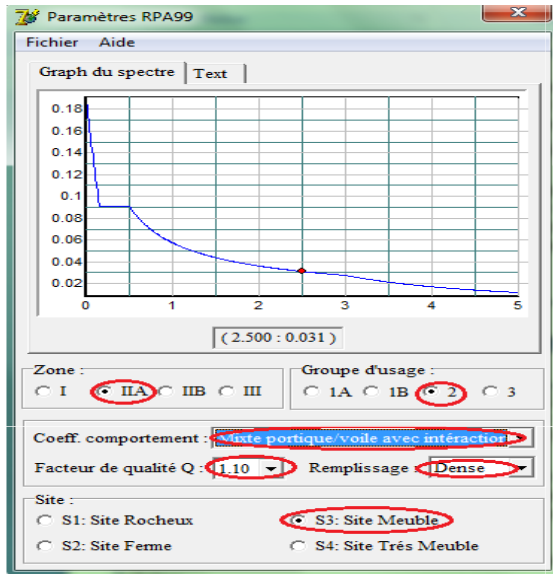 Paramètres RPA99
Fichier Aide
Graph du spectre Text
0.18
0.16
0.14
0.12
0.1
0.08
0.06
0.04
0.02
0 1 2 3 4 5
( 2.500 : 0.031 )
Zone : Groupe d'usage :
I IIA IIB III 1A 1B 2 3
Coeff. comportement : Mixte portique/voile avec intéraction
Facteur de qualité Q : 1.10 Remplissage : Dense
Site :
S1: Site Rocheux S3: Site Meuble
S2: Site Ferme S4: Site Trés Meuble